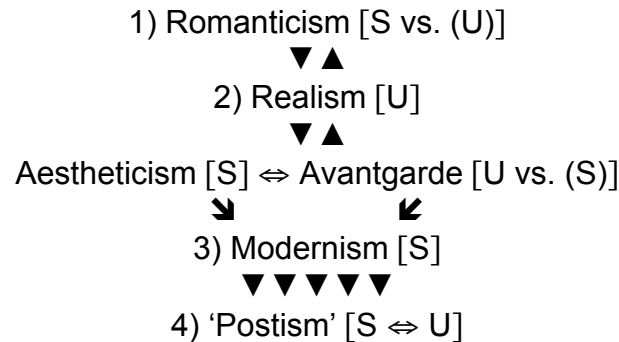 1) Romanticism [S vs. (U)]
▼ ▲
2) Realism [U]
▼ ▲
Aestheticism [S] ⇔ Avantgarde [U vs. (S)]
🡮 🡯
3) Modernism [S]
▼ ▼ ▼ ▼ ▼
4) ‘Postism’ [S ⇔ U]